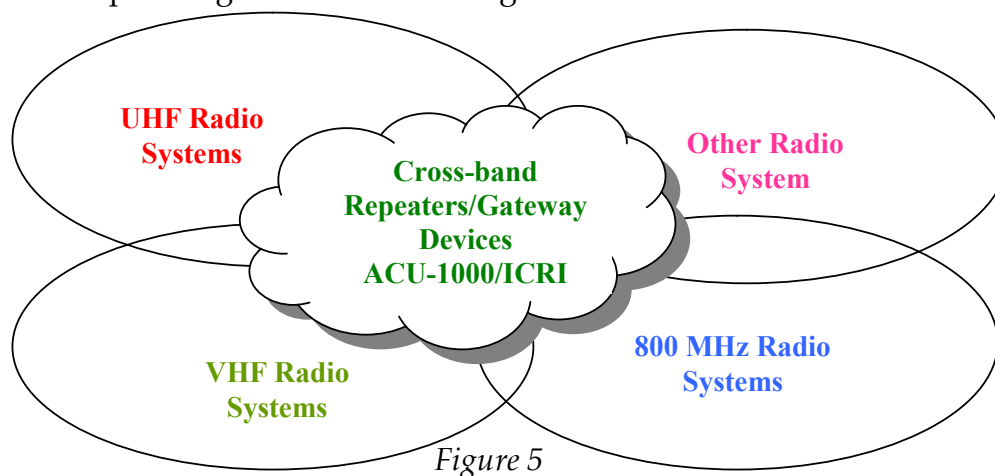 UHF Radio
Systems
Other Radio
System
Cross-band
Repeaters/Gateway
Devices
ACU-1000/ICRI
VHF Radio
Systems
800 MHz Radio
Systems
Figure 5